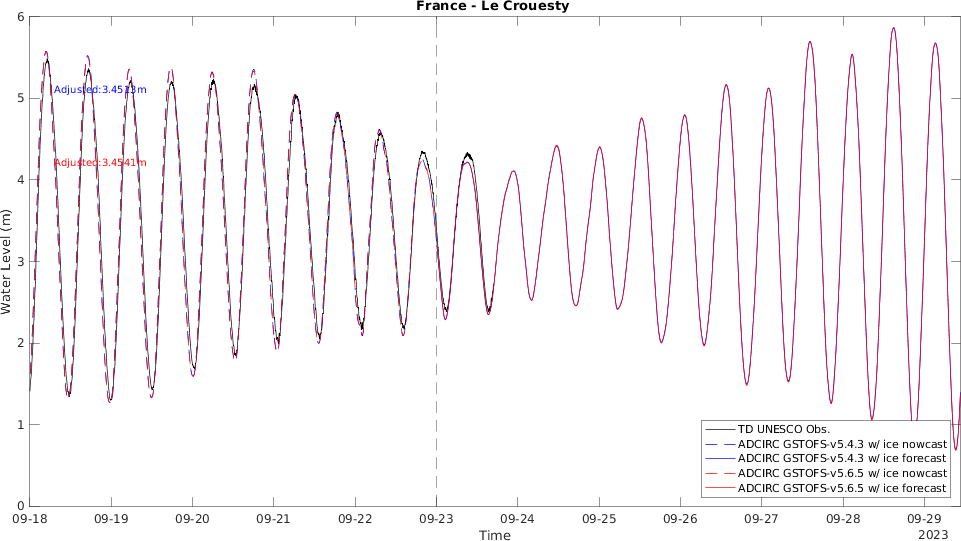 France - Le Crouesty
6
5
4
3
2
1
0
Water Level (m)
Adjusted:3.4513m
Adjusted:3.4541m
TD UNESCO Obs.
ADCIRC GSTOFS-v5.4.3 w/ ice nowcast
ADCIRC GSTOFS-v5.4.3 w/ ice forecast
ADCIRC GSTOFS-v5.6.5 w/ ice nowcast
ADCIRC GSTOFS-v5.6.5 w/ ice forecast
09-18 09-19 09-20 09-21 09-22 09-23 09-24 09-25 09-26 09-27 09-28 09-29
Time
2023